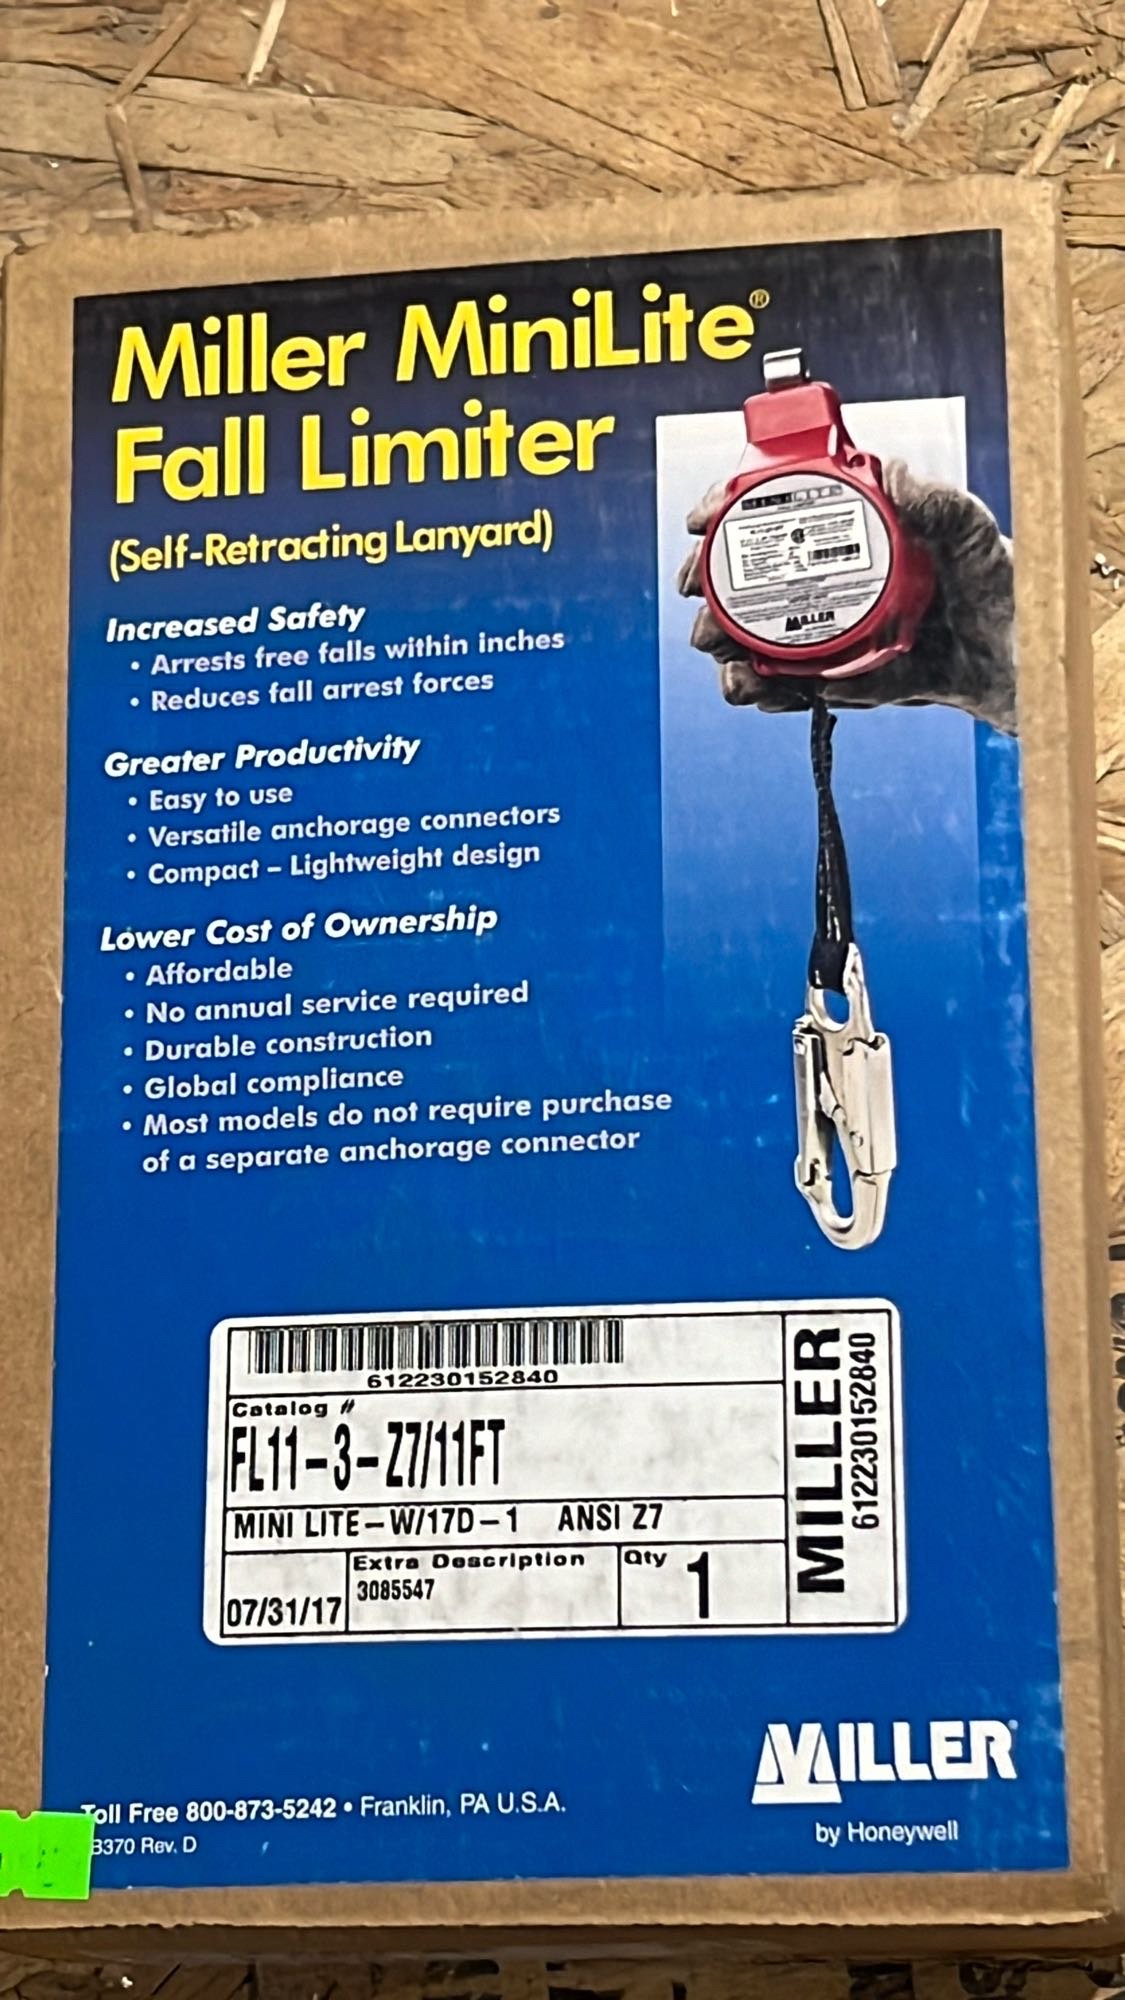 Miller MiniLite®
Fall Limiter
(Self-Retracting Lanyard)
Increased Safety
• Arrests free falls within inches
• Reduces fall arrest forces
Greater Productivity
• Easy to use
• Versatile anchorage connectors
• Compact – Lightweight design
Lower Cost of Ownership
• Affordable
• No annual service required
• Durable construction
• Global compliance
• Most models do not require purchase
of a separate anchorage connector
MINILITE
MILLER
612230152840
Catalog #
FL11-3-Z7/11FT
MINI LITE-W/17D-1 ANSI Z7
07/31/17
Extra Description
3085547
Qty
1
MILLER
612230152840
MILLER
by Honeywell
Toll Free 800-873-5242 • Franklin, PA U.S.A.
3370 Rev. D